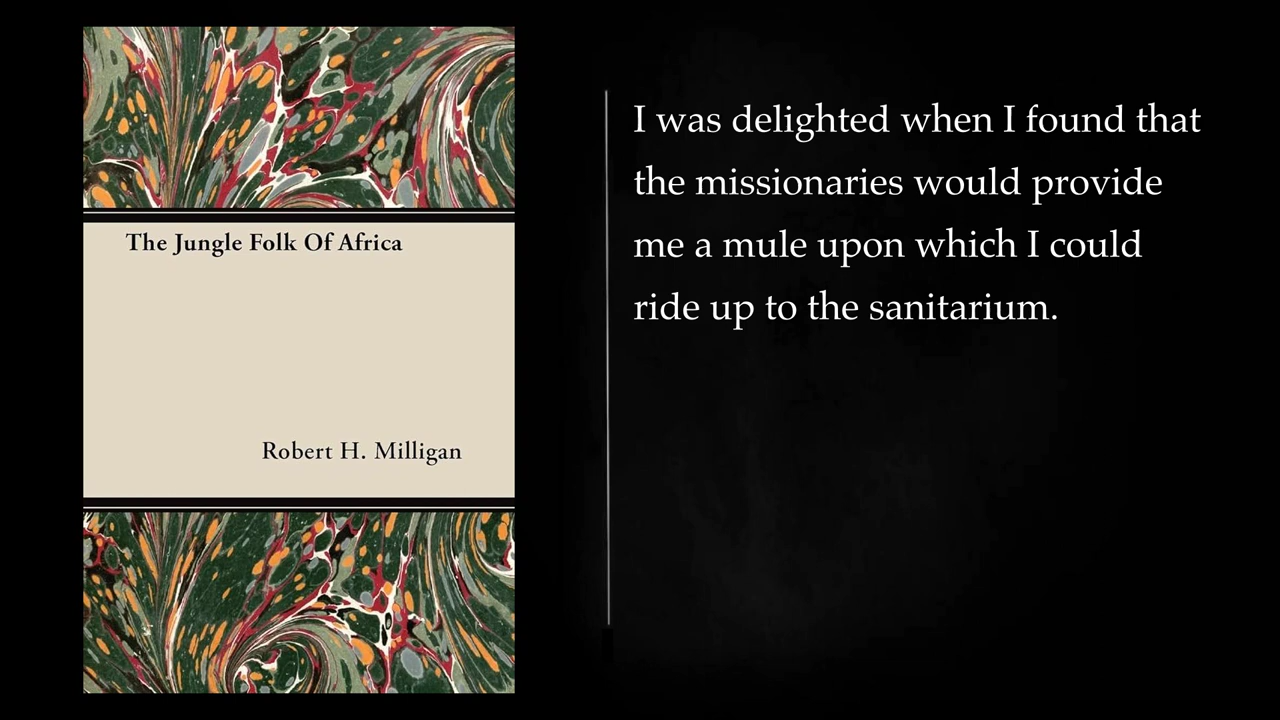 The Jungle Folk Of Africa
Robert H. Milligan
I was delighted when I found that
the missionaries would provide
me a mule upon which I could
ride up to the sanitarium.